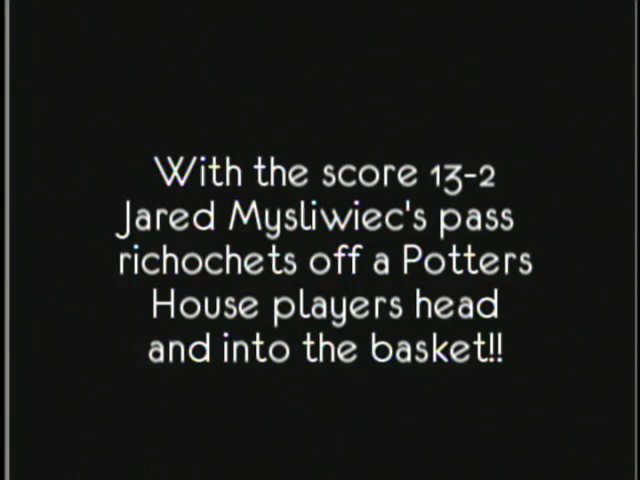 With the score 13-2
Jared Mysliwiec's pass
richochets off a Potters
House players head
and into the basket!!